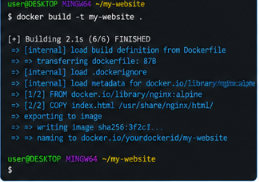 user@DESKTOP MINGW64 ~/my-website
$ docker build -t my-website .
[+] Building 2.1s (6/6) FINISHED
=> [internal] load build definition from Dockerfile
=> => transferring dockerfile: 87B
=> [internal] load .dockerignore
=> [internal] load metadata for docker.io/library/nginx:alpine
=> [1/2] FROM docker.io/library/nginx:alpine
=> [2/2] COPY index.html /usr/share/nginx/html/
=> exporting to image
=> => writing image sha256:3f2c1...
=> => naming to docker.io/yourdockerid/my-website
user@DESKTOP MINGW64 ~/my-website
$